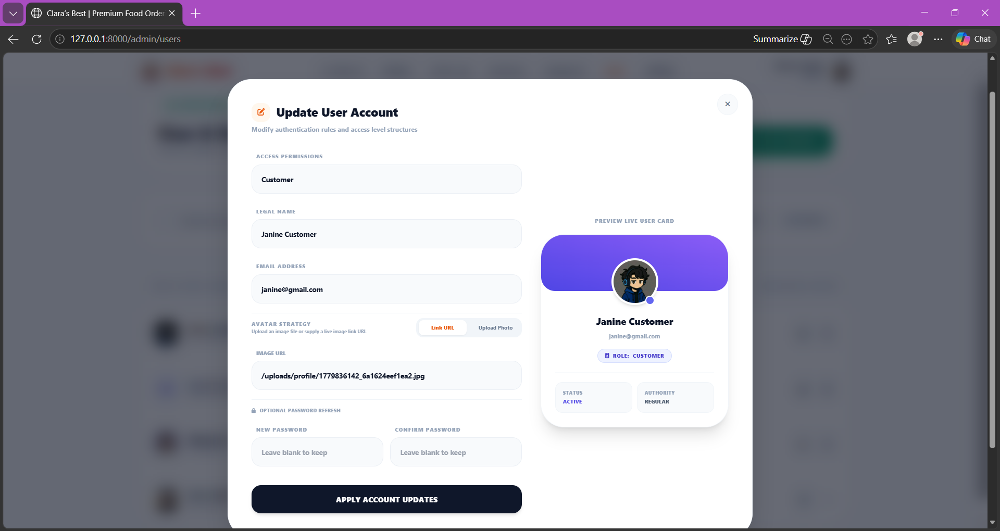 Clara's Best | Premium Food Order
127.0.0.1:8000/admin/users
Summarize
Chat
Update User Account
Modify authentication rules and access level structures
ACCESS PERMISSIONS
Customer
LEGAL NAME
Janine Customer
EMAIL ADDRESS
janine@gmail.com
AVATAR STRATEGY
Upload an image file or supply a live image link URL
Link URL
Upload Photo
IMAGE URL
/uploads/profile/1779836142_6a1624eef1ea2.jpg
OPTIONAL PASSWORD REFRESH
NEW PASSWORD
CONFIRM PASSWORD
Leave blank to keep
Leave blank to keep
APPLY ACCOUNT UPDATES
PREVIEW LIVE USER CARD
Janine Customer
janine@gmail.com
ROLE: CUSTOMER
STATUS
ACTIVE
AUTHORITY
REGULAR